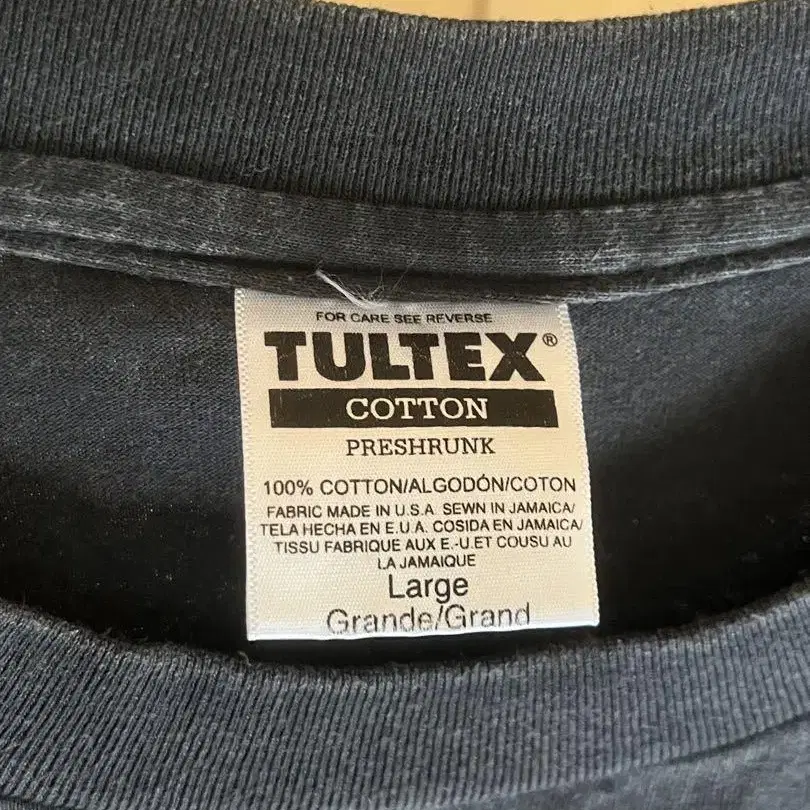 FOR CARE SEE REVERSE
TULTEX®
COTTON
PRESHRUNK
100% COTTON/ALGODÓN/COTON
FABRIC MADE IN U.S.A. SEWN IN JAMAICA/
TELA HECHA EN E.U.A. COSIDA EN JAMAICA/
TISSU FABRIQUE AUX E.-U.ET COUSU AU
LA JAMAIQUE
Large
Grande/Grand